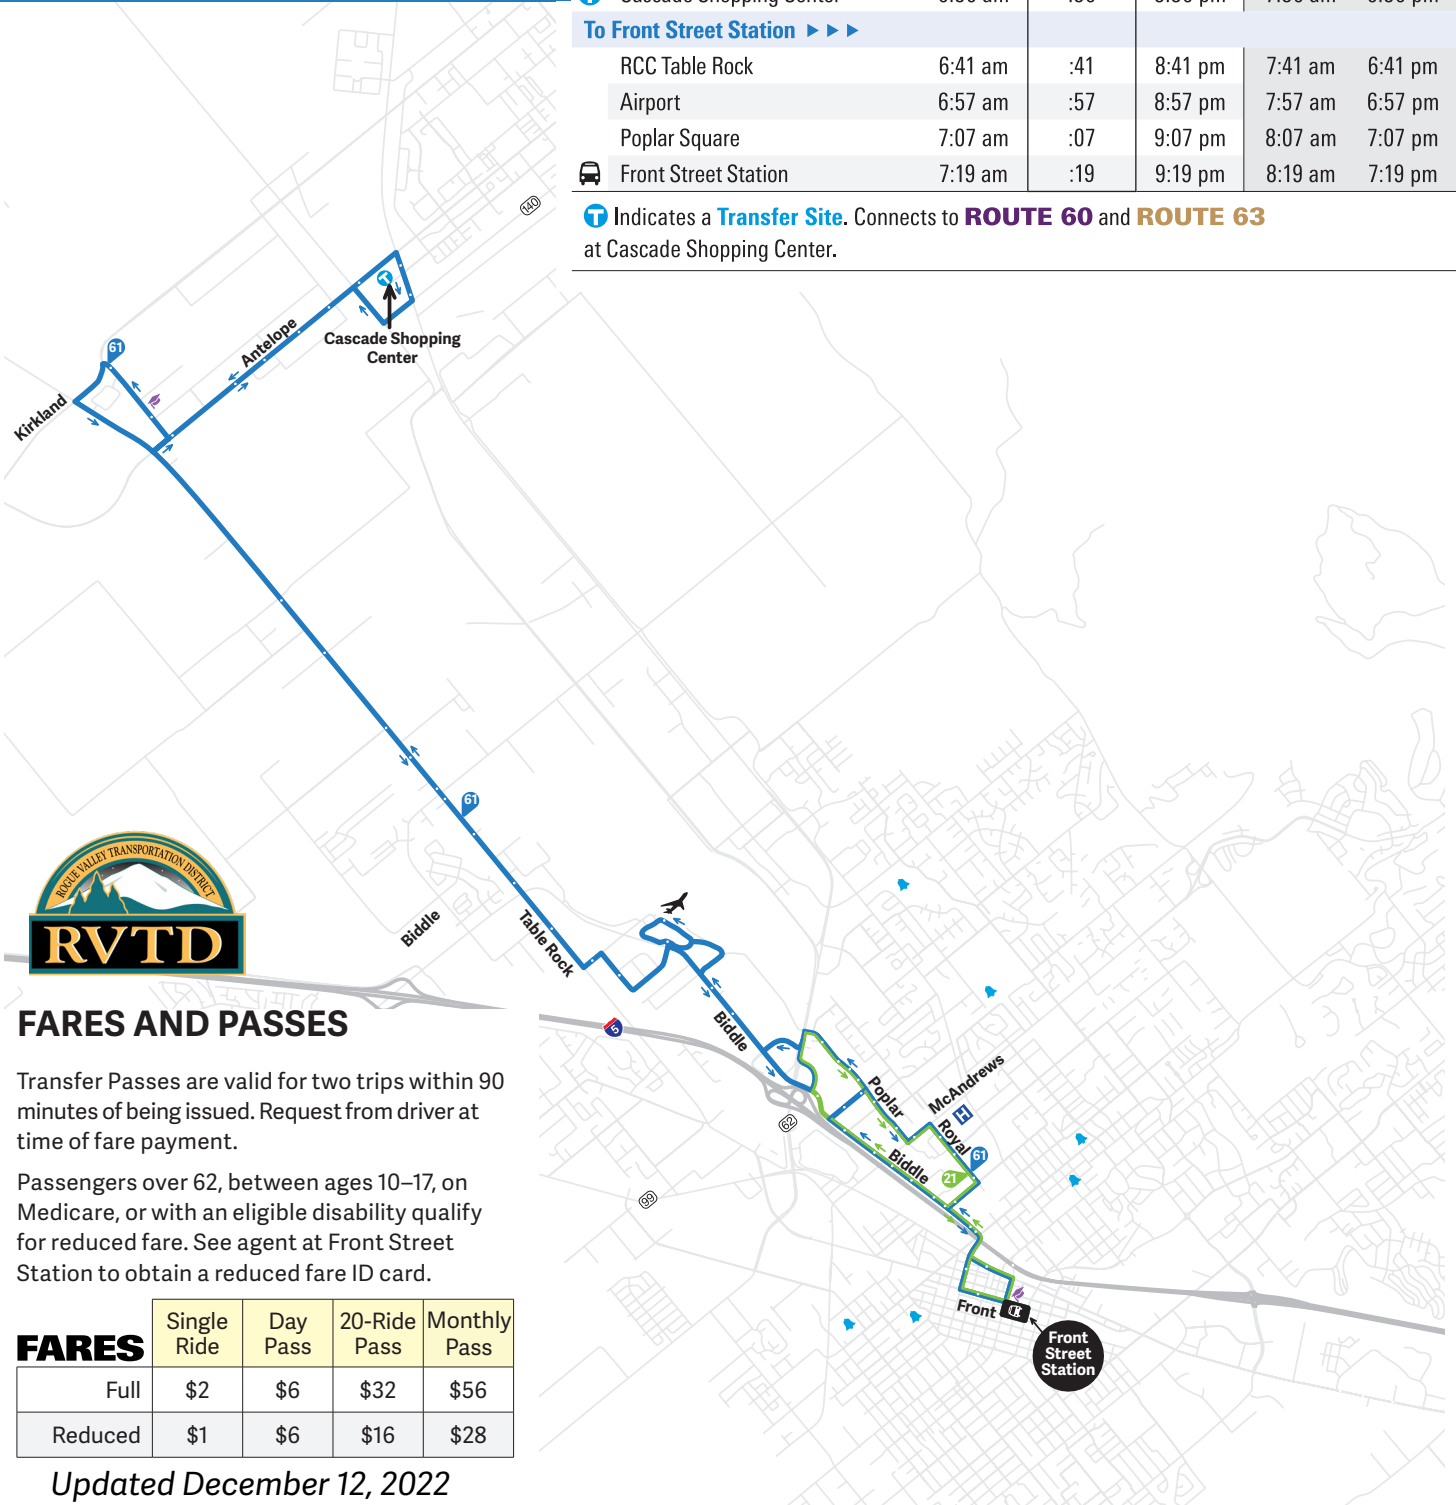 To Front Street Station ▶ ▶ ▶
RCC Table Rock 6:41 am :41 8:41 pm 7:41 am 6:41 pm
Airport 6:57 am :57 8:57 pm 7:57 am 6:57 pm
Poplar Square 7:07 am :07 9:07 pm 8:07 am 7:07 pm
Front Street Station 7:19 am :19 9:19 pm 8:19 am 7:19 pm
T Indicates a Transfer Site. Connects to ROUTE 60 and ROUTE 63
at Cascade Shopping Center.
140
T
Cascade Shopping
Center
Antelope
61
Kirkland
61
ROGUE VALLEY TRANSPORTATION DISTRICT
RVTD
Biddle
Table Rock
Biddle
5
62
99
Poplar
McAndrews
H
Royal
61
Biddle
21
Front
Front
Street
Station
FARES AND PASSES
Transfer Passes are valid for two trips within 90
minutes of being issued. Request from driver at
time of fare payment.
Passengers over 62, between ages 10–17, on
Medicare, or with an eligible disability qualify
for reduced fare. See agent at Front Street
Station to obtain a reduced fare ID card.
FARES
Single
Ride
Day
Pass
20-Ride
Pass
Monthly
Pass
Full $2 $6 $32 $56
Reduced $1 $6 $16 $28
Updated December 12, 2022